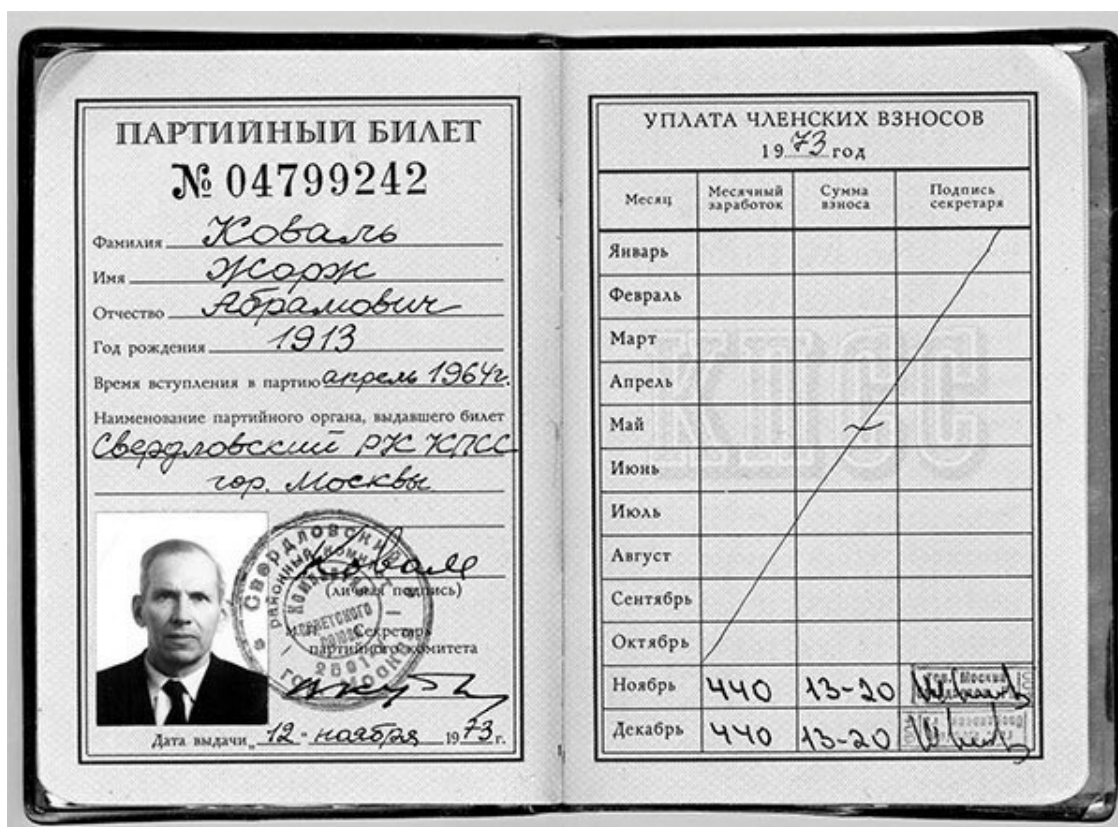 ПАРТИЙНЫЙ БИЛЕТ
№ 04799242
Фамилия Коваль
Имя Жорж
Отчество Абрамович
Год рождения 1913
Время вступления в партию апрель 1964г.
Наименование партийного органа, выдавшего билет
Свердловский РК КПСС
гор. Москвы
Коваль
(личная подпись)
М.П.
Секретарь
партийного комитета
Свердловский
районный комитет
Дата выдачи „12" ноября 1973 г.
УПЛАТА ЧЛЕНСКИХ ВЗНОСОВ
1973 год
Месяц Месячный заработок Сумма взноса Подпись секретаря
Январь
Февраль
Март
КПСС
Апрель
Май
Июнь
Июль
Август
Сентябрь
Октябрь
Ноябрь 440 13-20
Декабрь 440 13-20